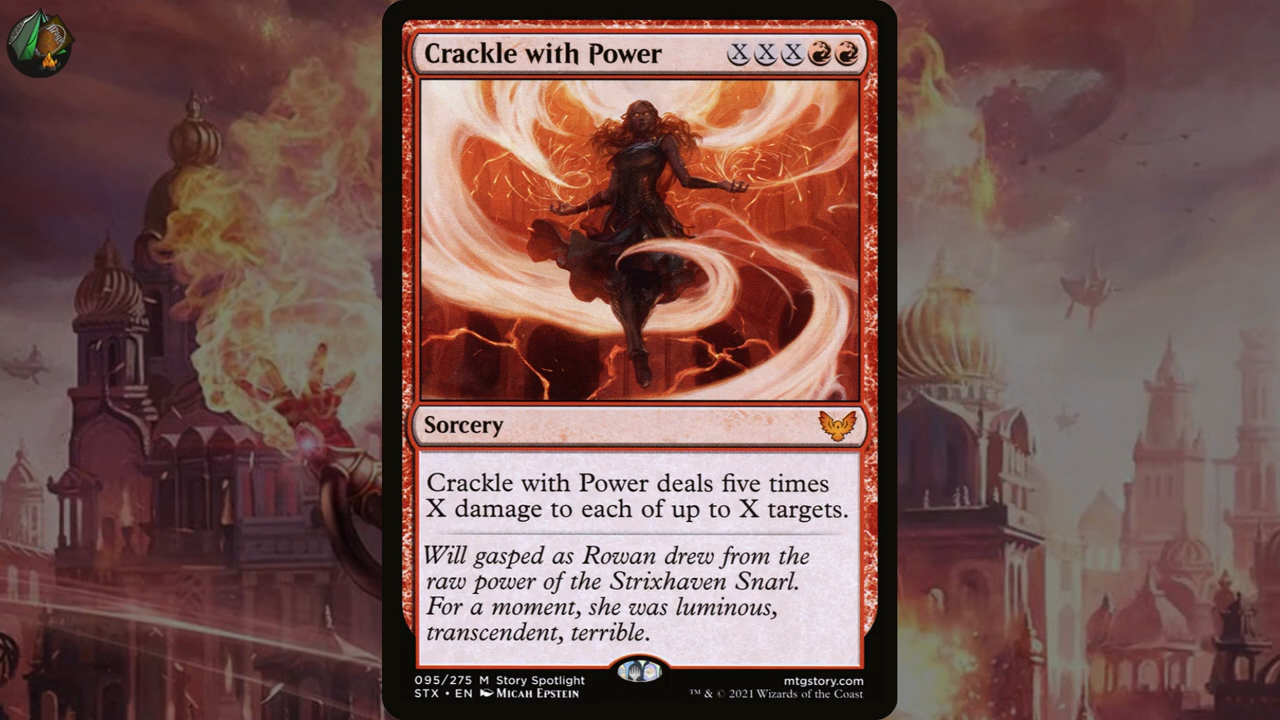 Crackle with Power XXX
Sorcery
Crackle with Power deals five times
X damage to each of up to X targets.
Will gasped as Rowan drew from the
raw power of the Strixhaven Snarl.
For a moment, she was luminous,
transcendent, terrible.
095/275 M Story Spotlight
STX • EN Micah Epstein
mtgstory.com
™ & © 2021 Wizards of the Coast